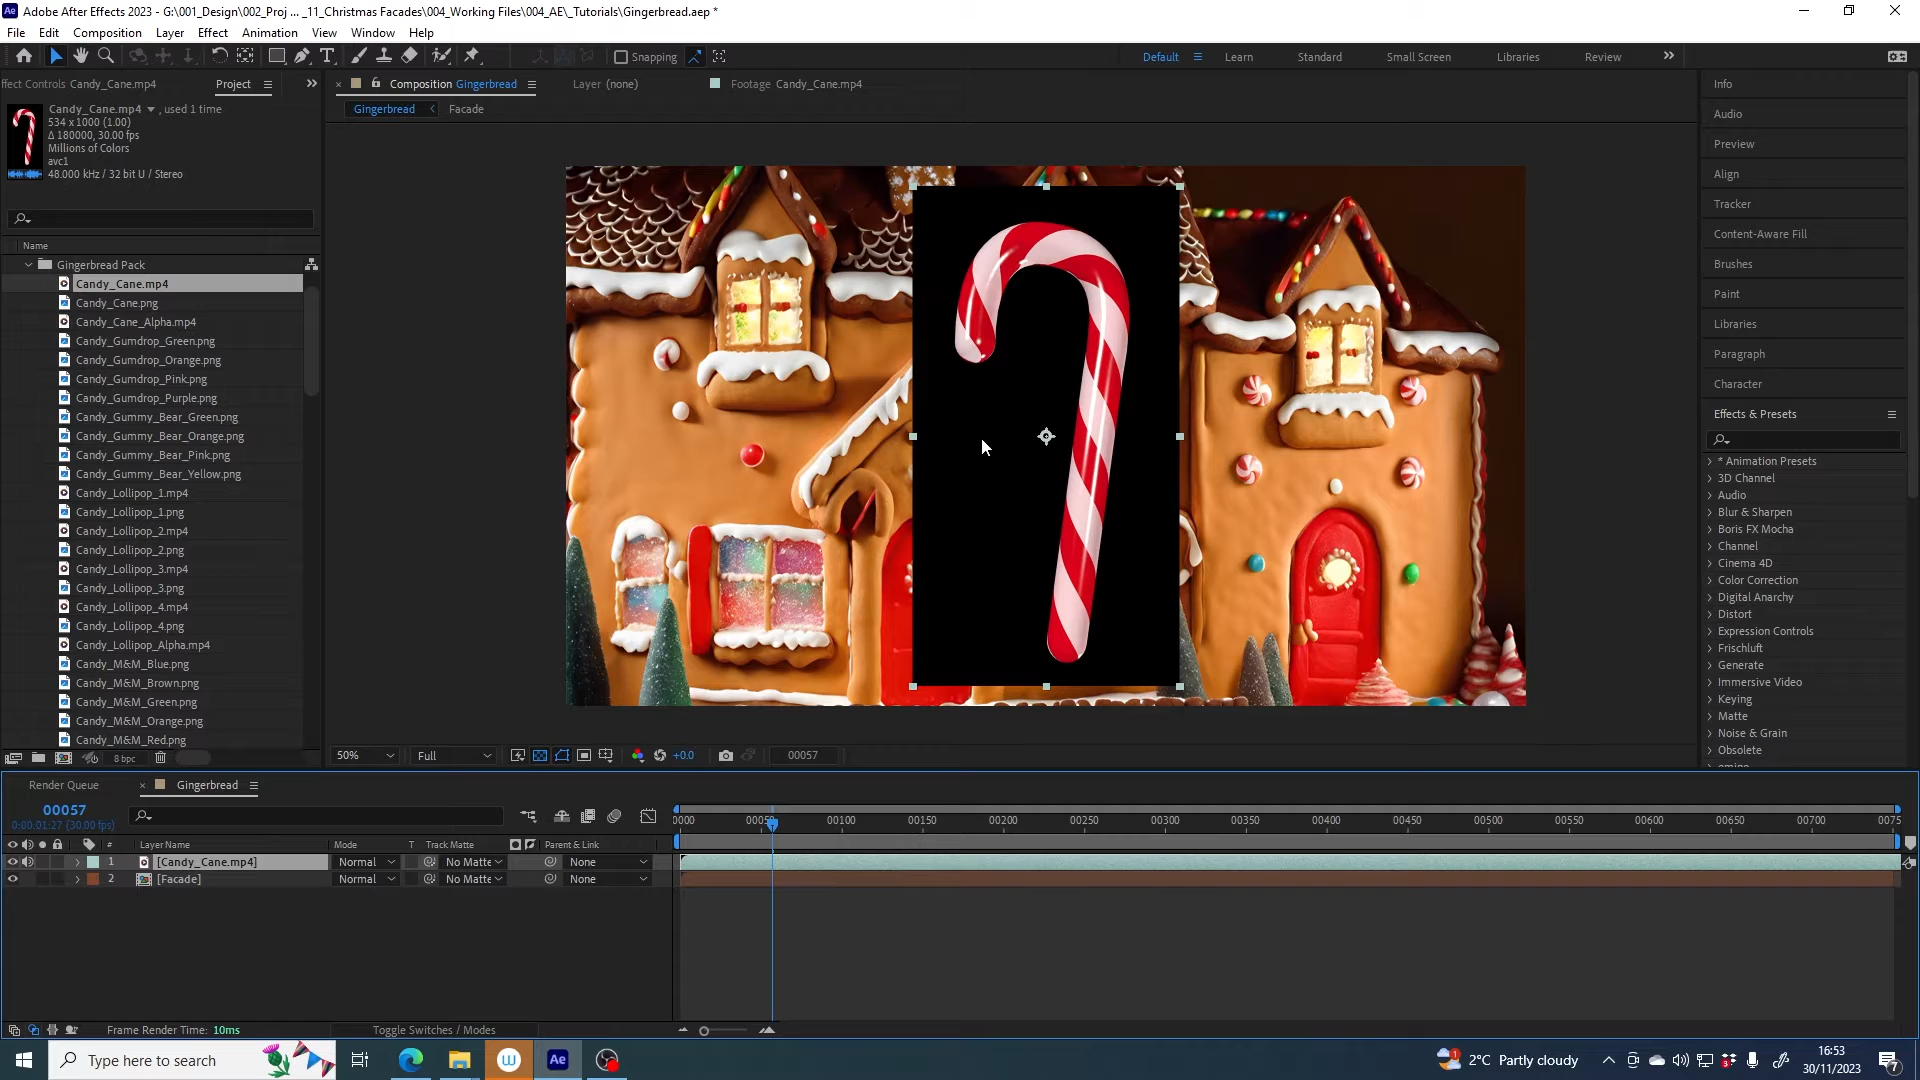 Adobe After Effects 2023 - G:\001_Design\002_Proj ... _11_Christmas Facades\004_Working Files\004_AE\_Tutorials\Gingerbread.aep *
File Edit Composition Layer Effect Animation View Window Help
Snapping
Default Learn Standard Small Screen Libraries Review
ffect Controls Candy_Cane.mp4 Project
Composition Gingerbread Layer (none) Footage Candy_Cane.mp4
Gingerbread Facade
Candy_Cane.mp4 , used 1 time
534 x 1000 (1.00)
Δ 180000, 30.00 fps
Millions of Colors
avc1
48.000 kHz / 32 bit U / Stereo
Name
Gingerbread Pack
Candy_Cane.mp4
Candy_Cane.png
Candy_Cane_Alpha.mp4
Candy_Gumdrop_Green.png
Candy_Gumdrop_Orange.png
Candy_Gumdrop_Pink.png
Candy_Gumdrop_Purple.png
Candy_Gummy_Bear_Green.png
Candy_Gummy_Bear_Orange.png
Candy_Gummy_Bear_Pink.png
Candy_Gummy_Bear_Yellow.png
Candy_Lollipop_1.mp4
Candy_Lollipop_1.png
Candy_Lollipop_2.mp4
Candy_Lollipop_2.png
Candy_Lollipop_3.mp4
Candy_Lollipop_3.png
Candy_Lollipop_4.mp4
Candy_Lollipop_4.png
Candy_Lollipop_Alpha.mp4
Candy_M&M_Blue.png
Candy_M&M_Brown.png
Candy_M&M_Green.png
Candy_M&M_Orange.png
Candy_M&M_Red.png
8 bpc
50% Full +0.0 00057
Info
Audio
Preview
Align
Tracker
Content-Aware Fill
Brushes
Paint
Libraries
Paragraph
Character
Effects & Presets
* Animation Presets
3D Channel
Audio
Blur & Sharpen
Boris FX Mocha
Channel
Cinema 4D
Color Correction
Digital Anarchy
Distort
Expression Controls
Frischluft
Generate
Immersive Video
Keying
Matte
Noise & Grain
Obsolete
Render Queue Gingerbread
00057
0:00:01:27 (30.00 fps)
0000 00050 00100 00150 00200 00250 00300 00350 00400 00450 00500 00550 00600 00650 00700 0075
# Layer Name Mode T Track Matte Parent & Link
1 [Candy_Cane.mp4] Normal No Matte None
2 [Facade] Normal No Matte None
Frame Render Time: 10ms Toggle Switches / Modes
Type here to search
Ae
2°C Partly cloudy
16:53
30/11/2023
7